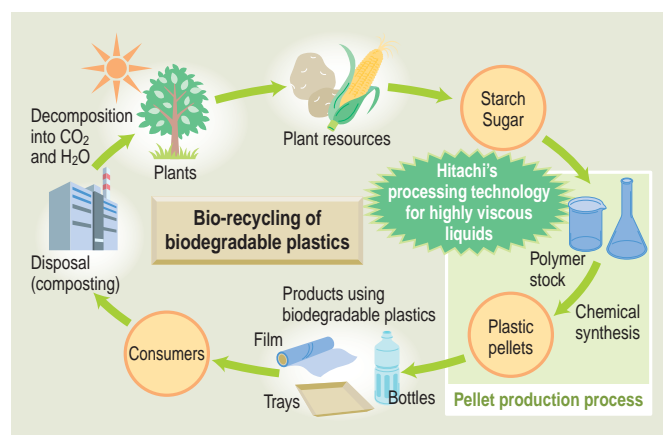 Decomposition
into CO₂
and H₂O
Plants
Plant resources
Starch
Sugar
Hitachi's
processing technology
for highly viscous
liquids
Bio-recycling of
biodegradable plastics
Polymer
stock
Chemical
synthesis
Plastic
pellets
Pellet production process
Products using
biodegradable plastics
Film
Trays
Bottles
Consumers
Disposal
(composting)